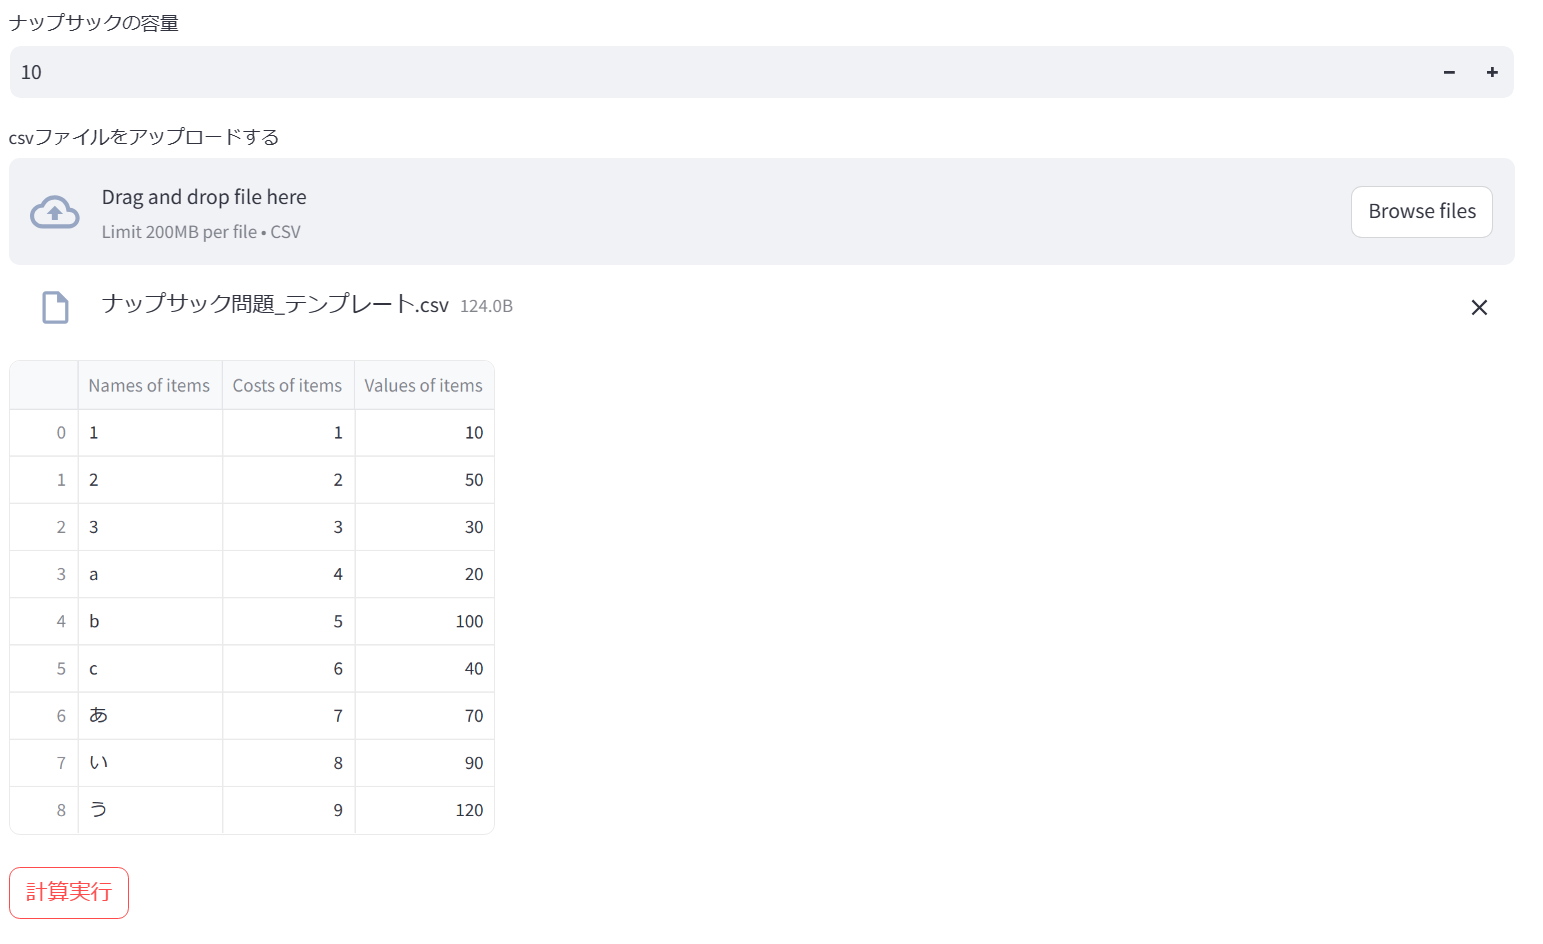 ナップサックの容量
10
csvファイルをアップロードする
Drag and drop file here
Limit 200MB per file • CSV
Browse files
ナップサック問題_テンプレート.csv 124.0B
Names of items Costs of items Values of items
0 1 1 10
1 2 2 50
2 3 3 30
3 a 4 20
4 b 5 100
5 c 6 40
6 あ 7 70
7 い 8 90
8 う 9 120
計算実行